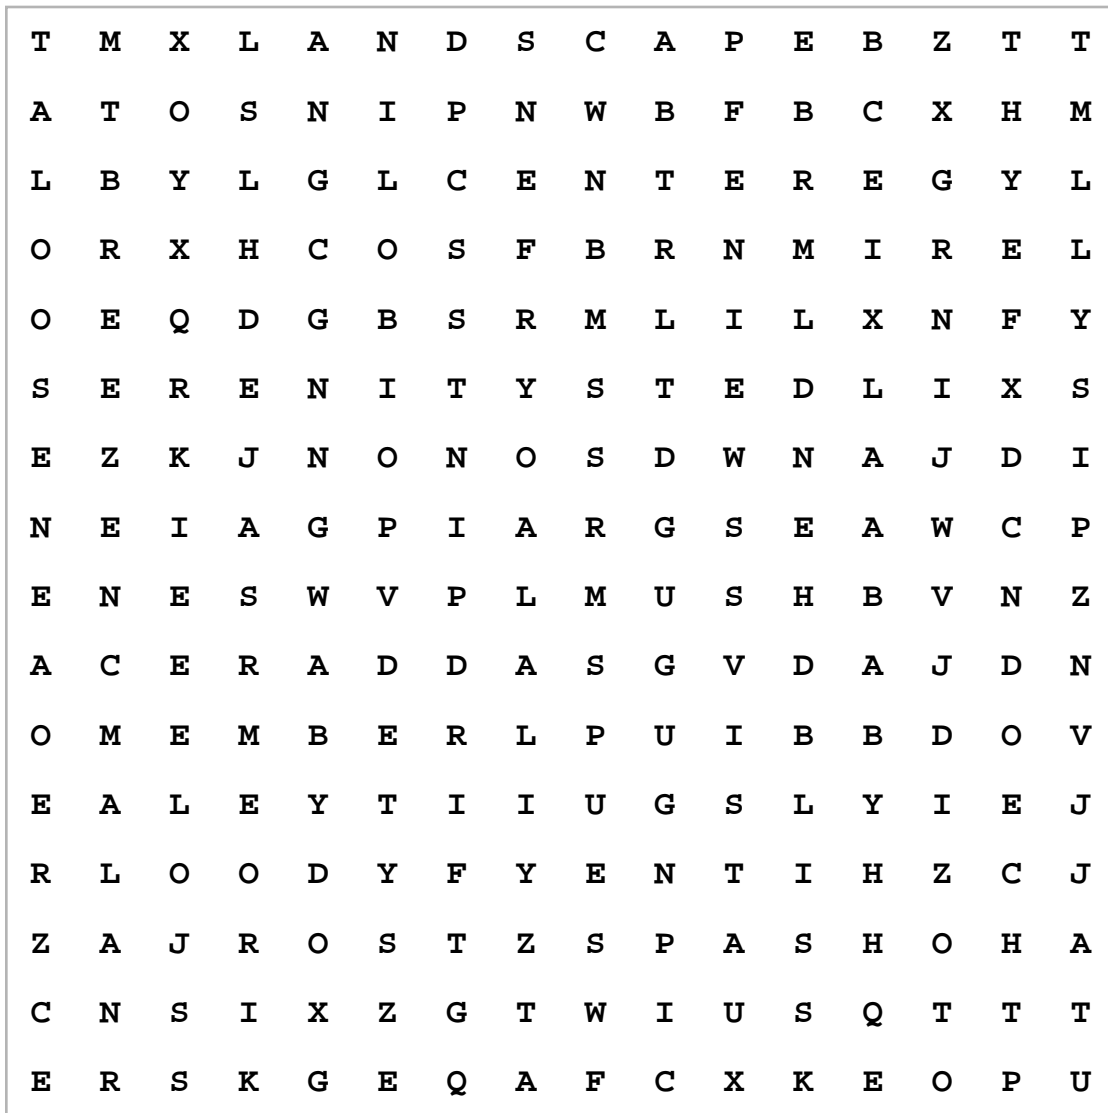 T M X L A N D S C A P E B Z T T
A T O S N I P N W B F B C X H M
L B Y L G L C E N T E R E G Y L
O R X H C O S F B R N M I R E L
O E Q D G B S R M L I L X N F Y
S E R E N I T Y S T E D L I X S
E Z K J N O N O S D W N A J D I
N E I A G P I A R G S E A W C P
E N E S W V P L M U S H B V N Z
A C E R A D D A S G V D A J D N
O M E M B E R L P U I B B D O V
E A L E Y T I I U G S L Y I E J
R L O O D Y F Y E N T I H Z C J
Z A J R O S T Z S P A S H O H A
C N S I X Z G T W I U S Q T T T
E R S K G E Q A F C X K E O P U